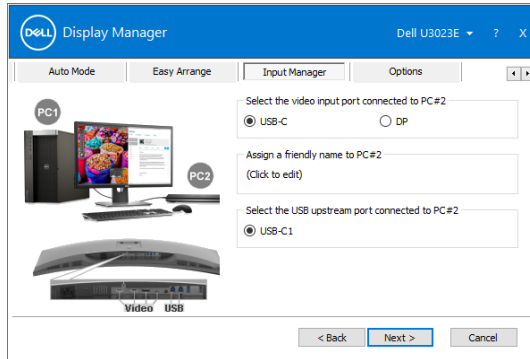 DELL Display Manager
Dell U3023E ? X
Auto Mode Easy Arrange Input Manager Options
PC1
PC2
Video USB
Select the video input port connected to PC#2
USB-C DP
Assign a friendly name to PC#2
(Click to edit)
Select the USB upstream port connected to PC#2
USB-C1
< Back Next > Cancel